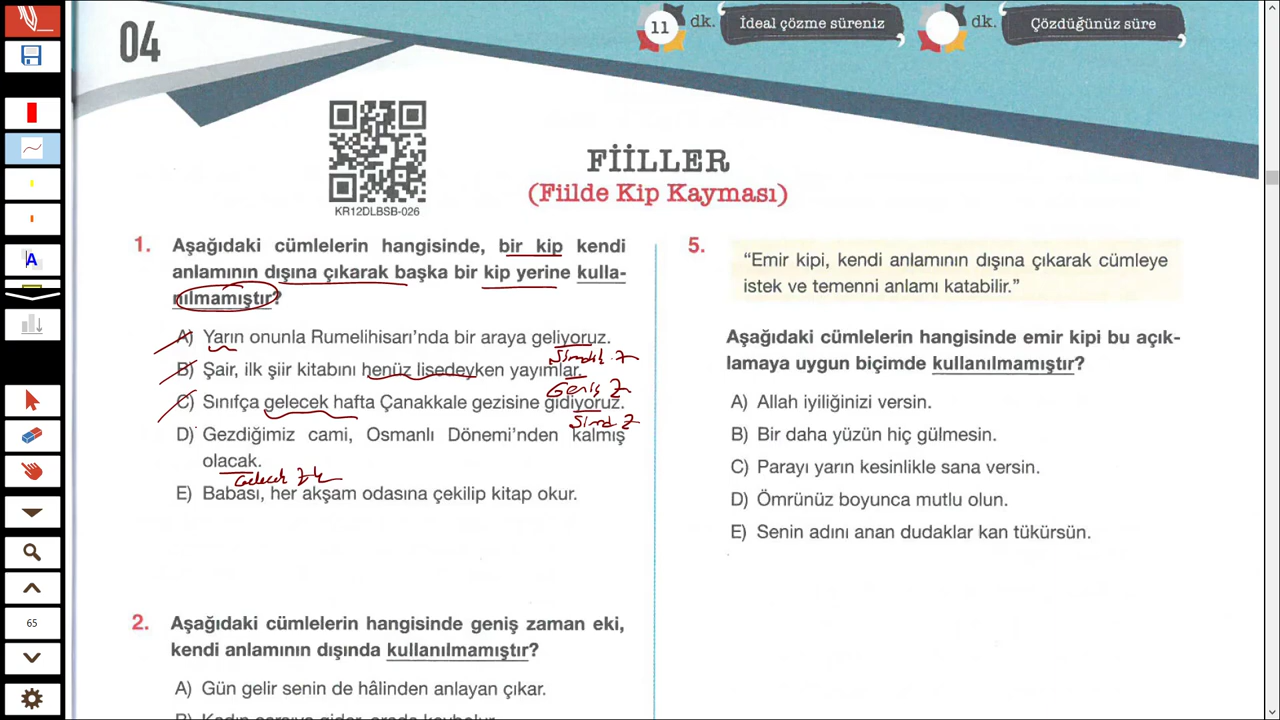 04
11 dk. İdeal çözme süreniz
dk. Çözdüğünüz süre
KR12DLBSB-026
FİİLLER
(Fiilde Kip Kayması)
1. Aşağıdaki cümlelerin hangisinde, bir kip kendi
anlamının dışına çıkarak başka bir kip yerine kulla-
nılmamıştır?
A) Yarın onunla Rumelihisarı'nda bir araya geliyoruz.
B) Şair, ilk şiir kitabını henüz lisedeyken yayımlar.
Geniş Z
C) Sınıfça gelecek hafta Çanakkale gezisine gidiyoruz.
Şimd Z
D) Gezdiğimiz cami, Osmanlı Dönemi'nden kalmış
olacak.
Gelecek
E) Babası, her akşam odasına çekilip kitap okur.
2. Aşağıdaki cümlelerin hangisinde geniş zaman eki,
kendi anlamının dışında kullanılmamıştır?
A) Gün gelir senin de hâlinden anlayan çıkar.
5.
“Emir kipi, kendi anlamının dışına çıkarak cümleye
istek ve temenni anlamı katabilir.”
Aşağıdaki cümlelerin hangisinde emir kipi bu açık-
lamaya uygun biçimde kullanılmamıştır?
A) Allah iyiliğinizi versin.
B) Bir daha yüzün hiç gülmesin.
C) Parayı yarın kesinlikle sana versin.
D) Ömrünüz boyunca mutlu olun.
E) Senin adını anan dudaklar kan tükürsün.
A
65